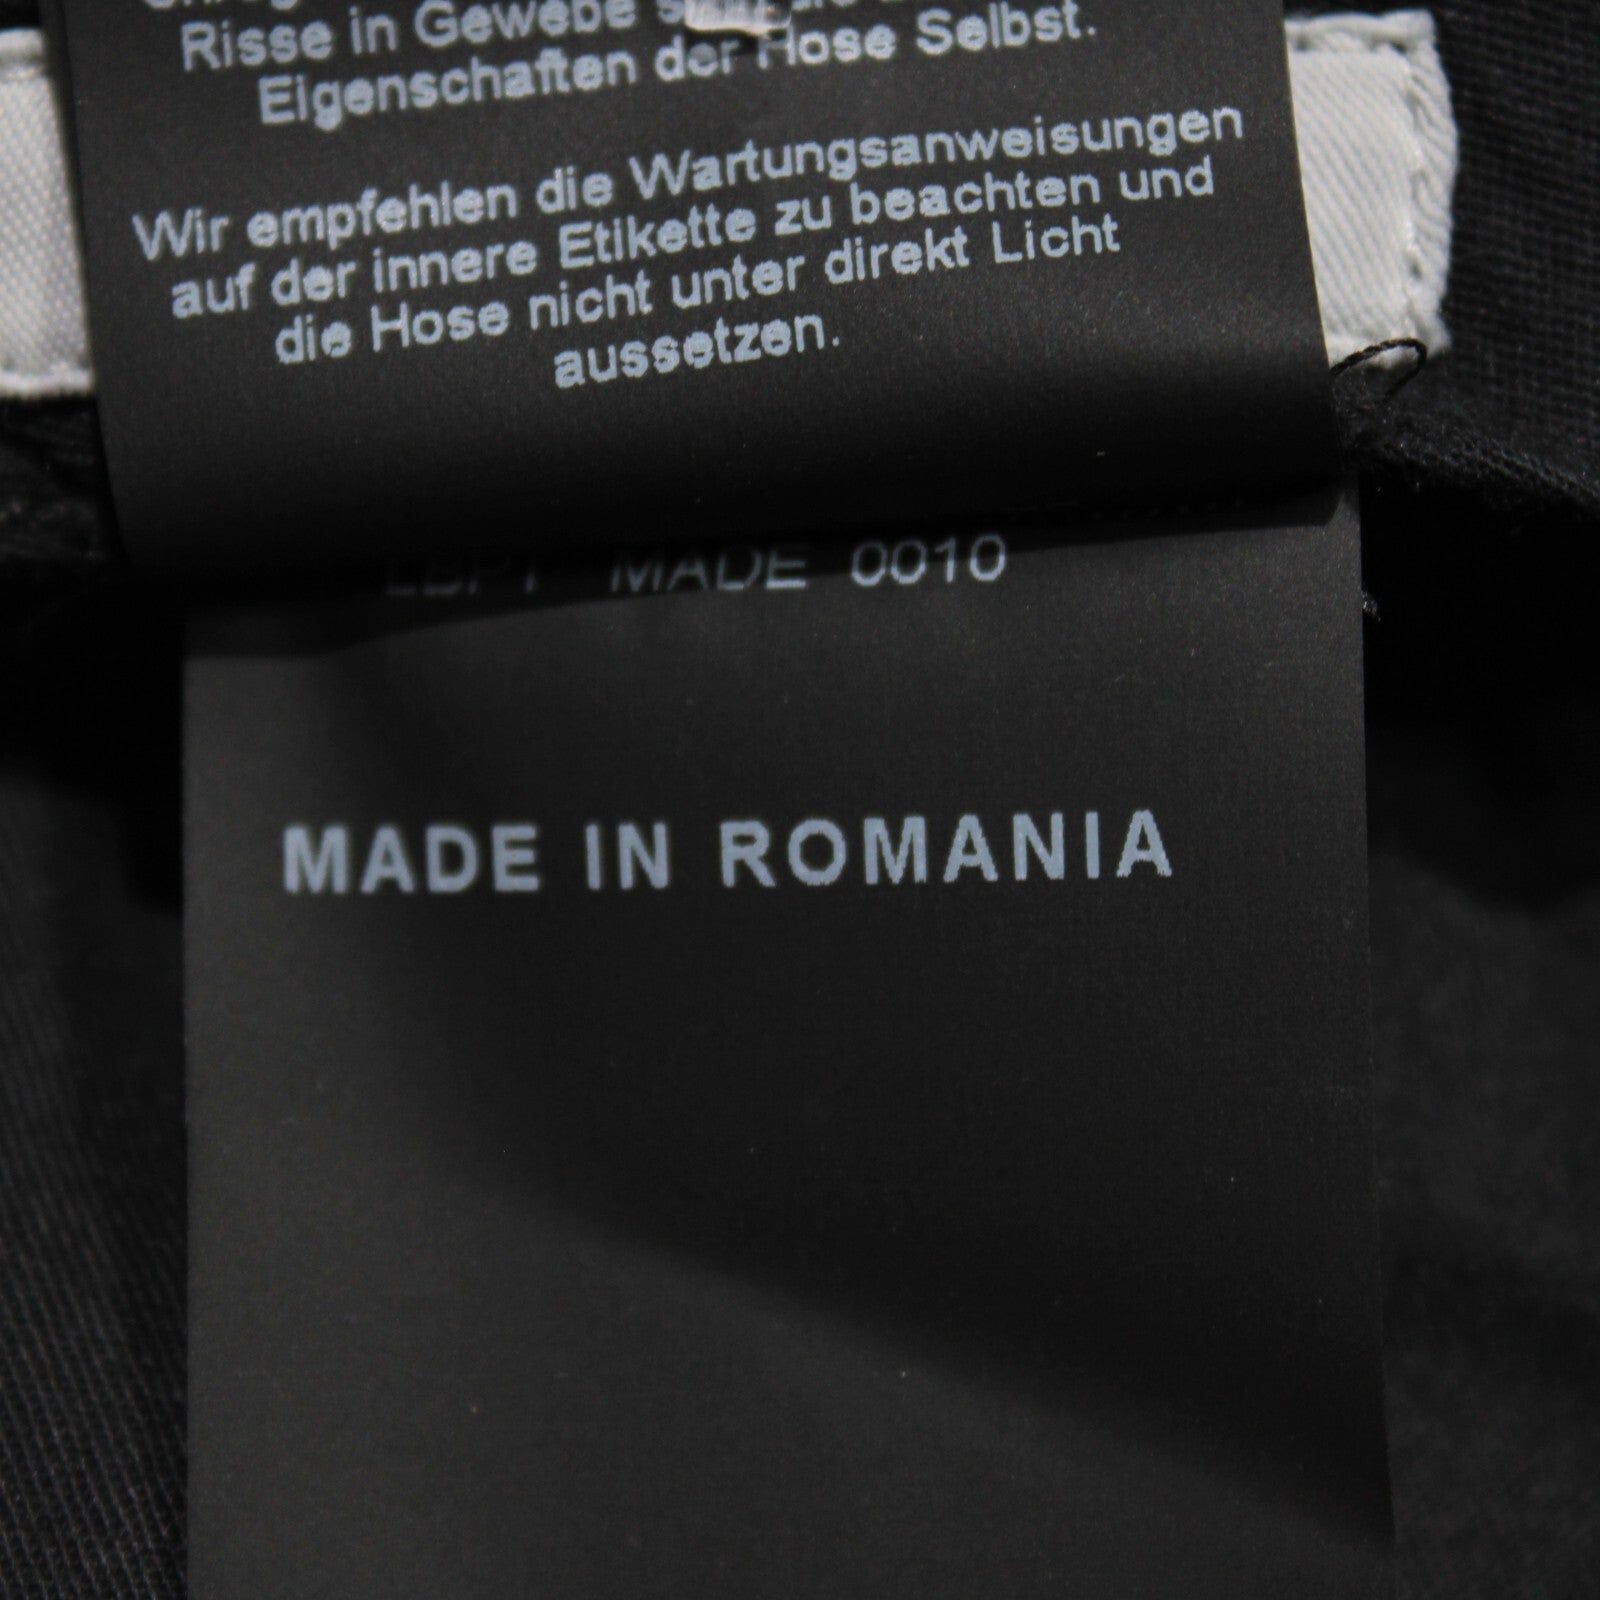 Risse in Gewebe
Eigenschaften der Hose Selbst.
Wir empfehlen die Wartungsanweisungen
auf der innere Etikette zu beachten und
die Hose nicht unter direkt Licht
aussetzen.
MADE 0010
MADE IN ROMANIA